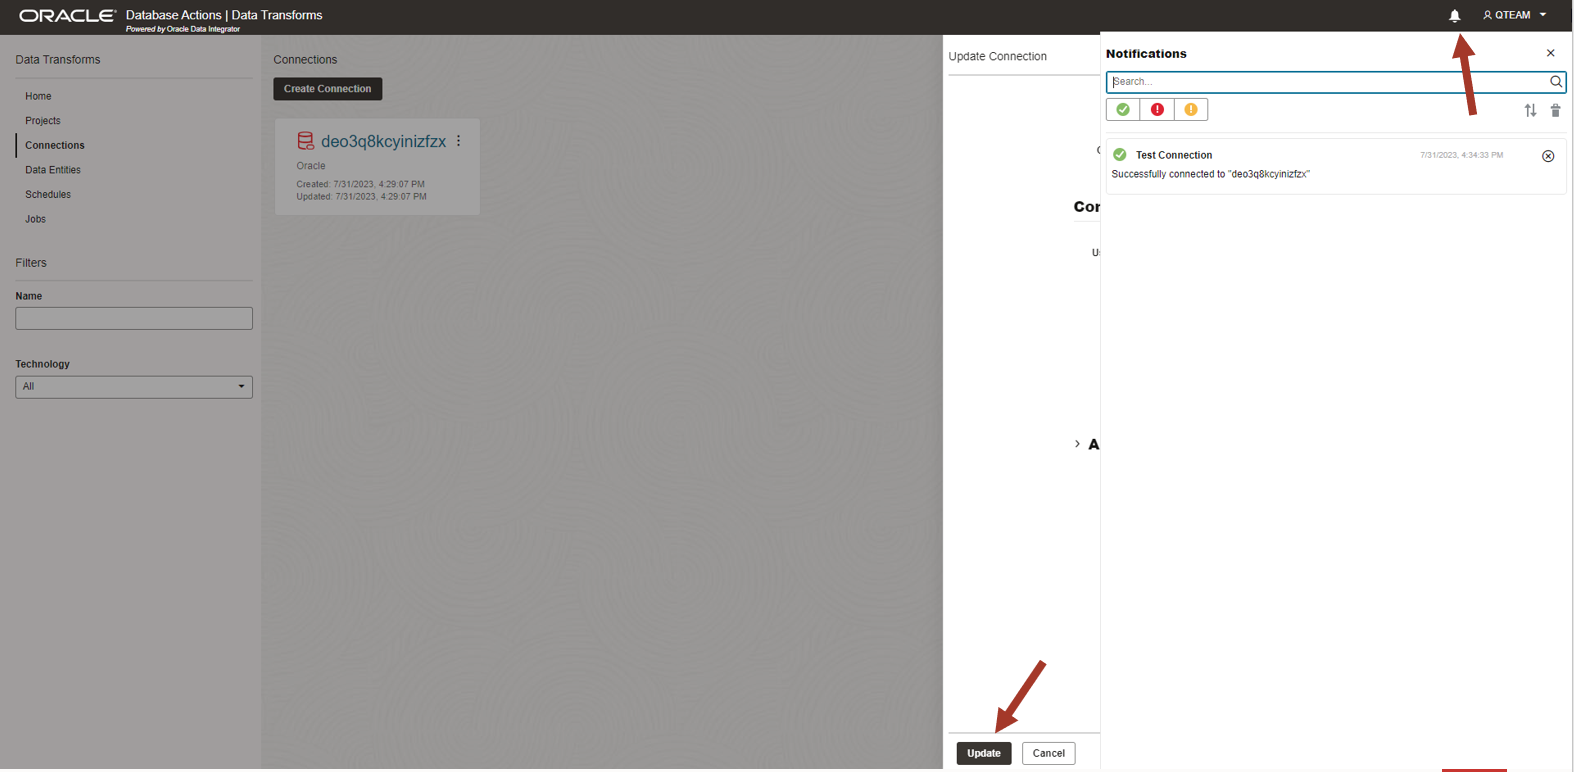 ORACLE Database Actions | Data Transforms
Powered by Oracle Data Integrator
QTEAM
Data Transforms
Home
Projects
Connections
Data Entities
Schedules
Jobs
Filters
Name
Technology
All
Connections
Create Connection
deo3q8kcyinizfzx
Oracle
Created: 7/31/2023, 4:29:07 PM
Updated: 7/31/2023, 4:29:07 PM
Update Connection
Con
A
Update
Cancel
Notifications
Search...
Test Connection
7/31/2023, 4:34:33 PM
Successfully connected to "deo3q8kcyinizfzx"